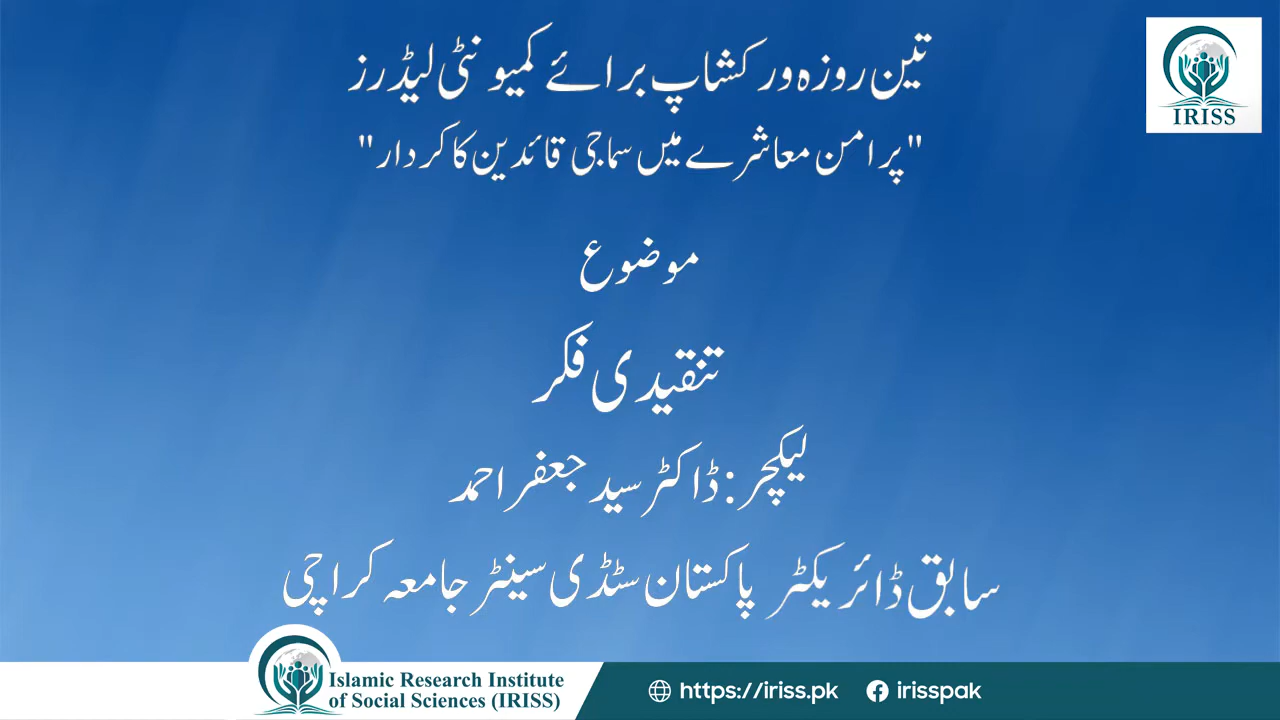 تین روزہ ورکشاپ برائے کمیونٹی لیڈرز
"پرامن معاشرے میں سماجی قائدین کا کردار"
موضوع
تنقیدی فکر
لیکچر: ڈاکٹر سید جعفر احمد
سابق ڈائریکٹر پاکستان سٹڈی سینٹر جامعہ کراچی
IRISS
Islamic Research Institute
of Social Sciences (IRISS)
https://iriss.pk
irisspak